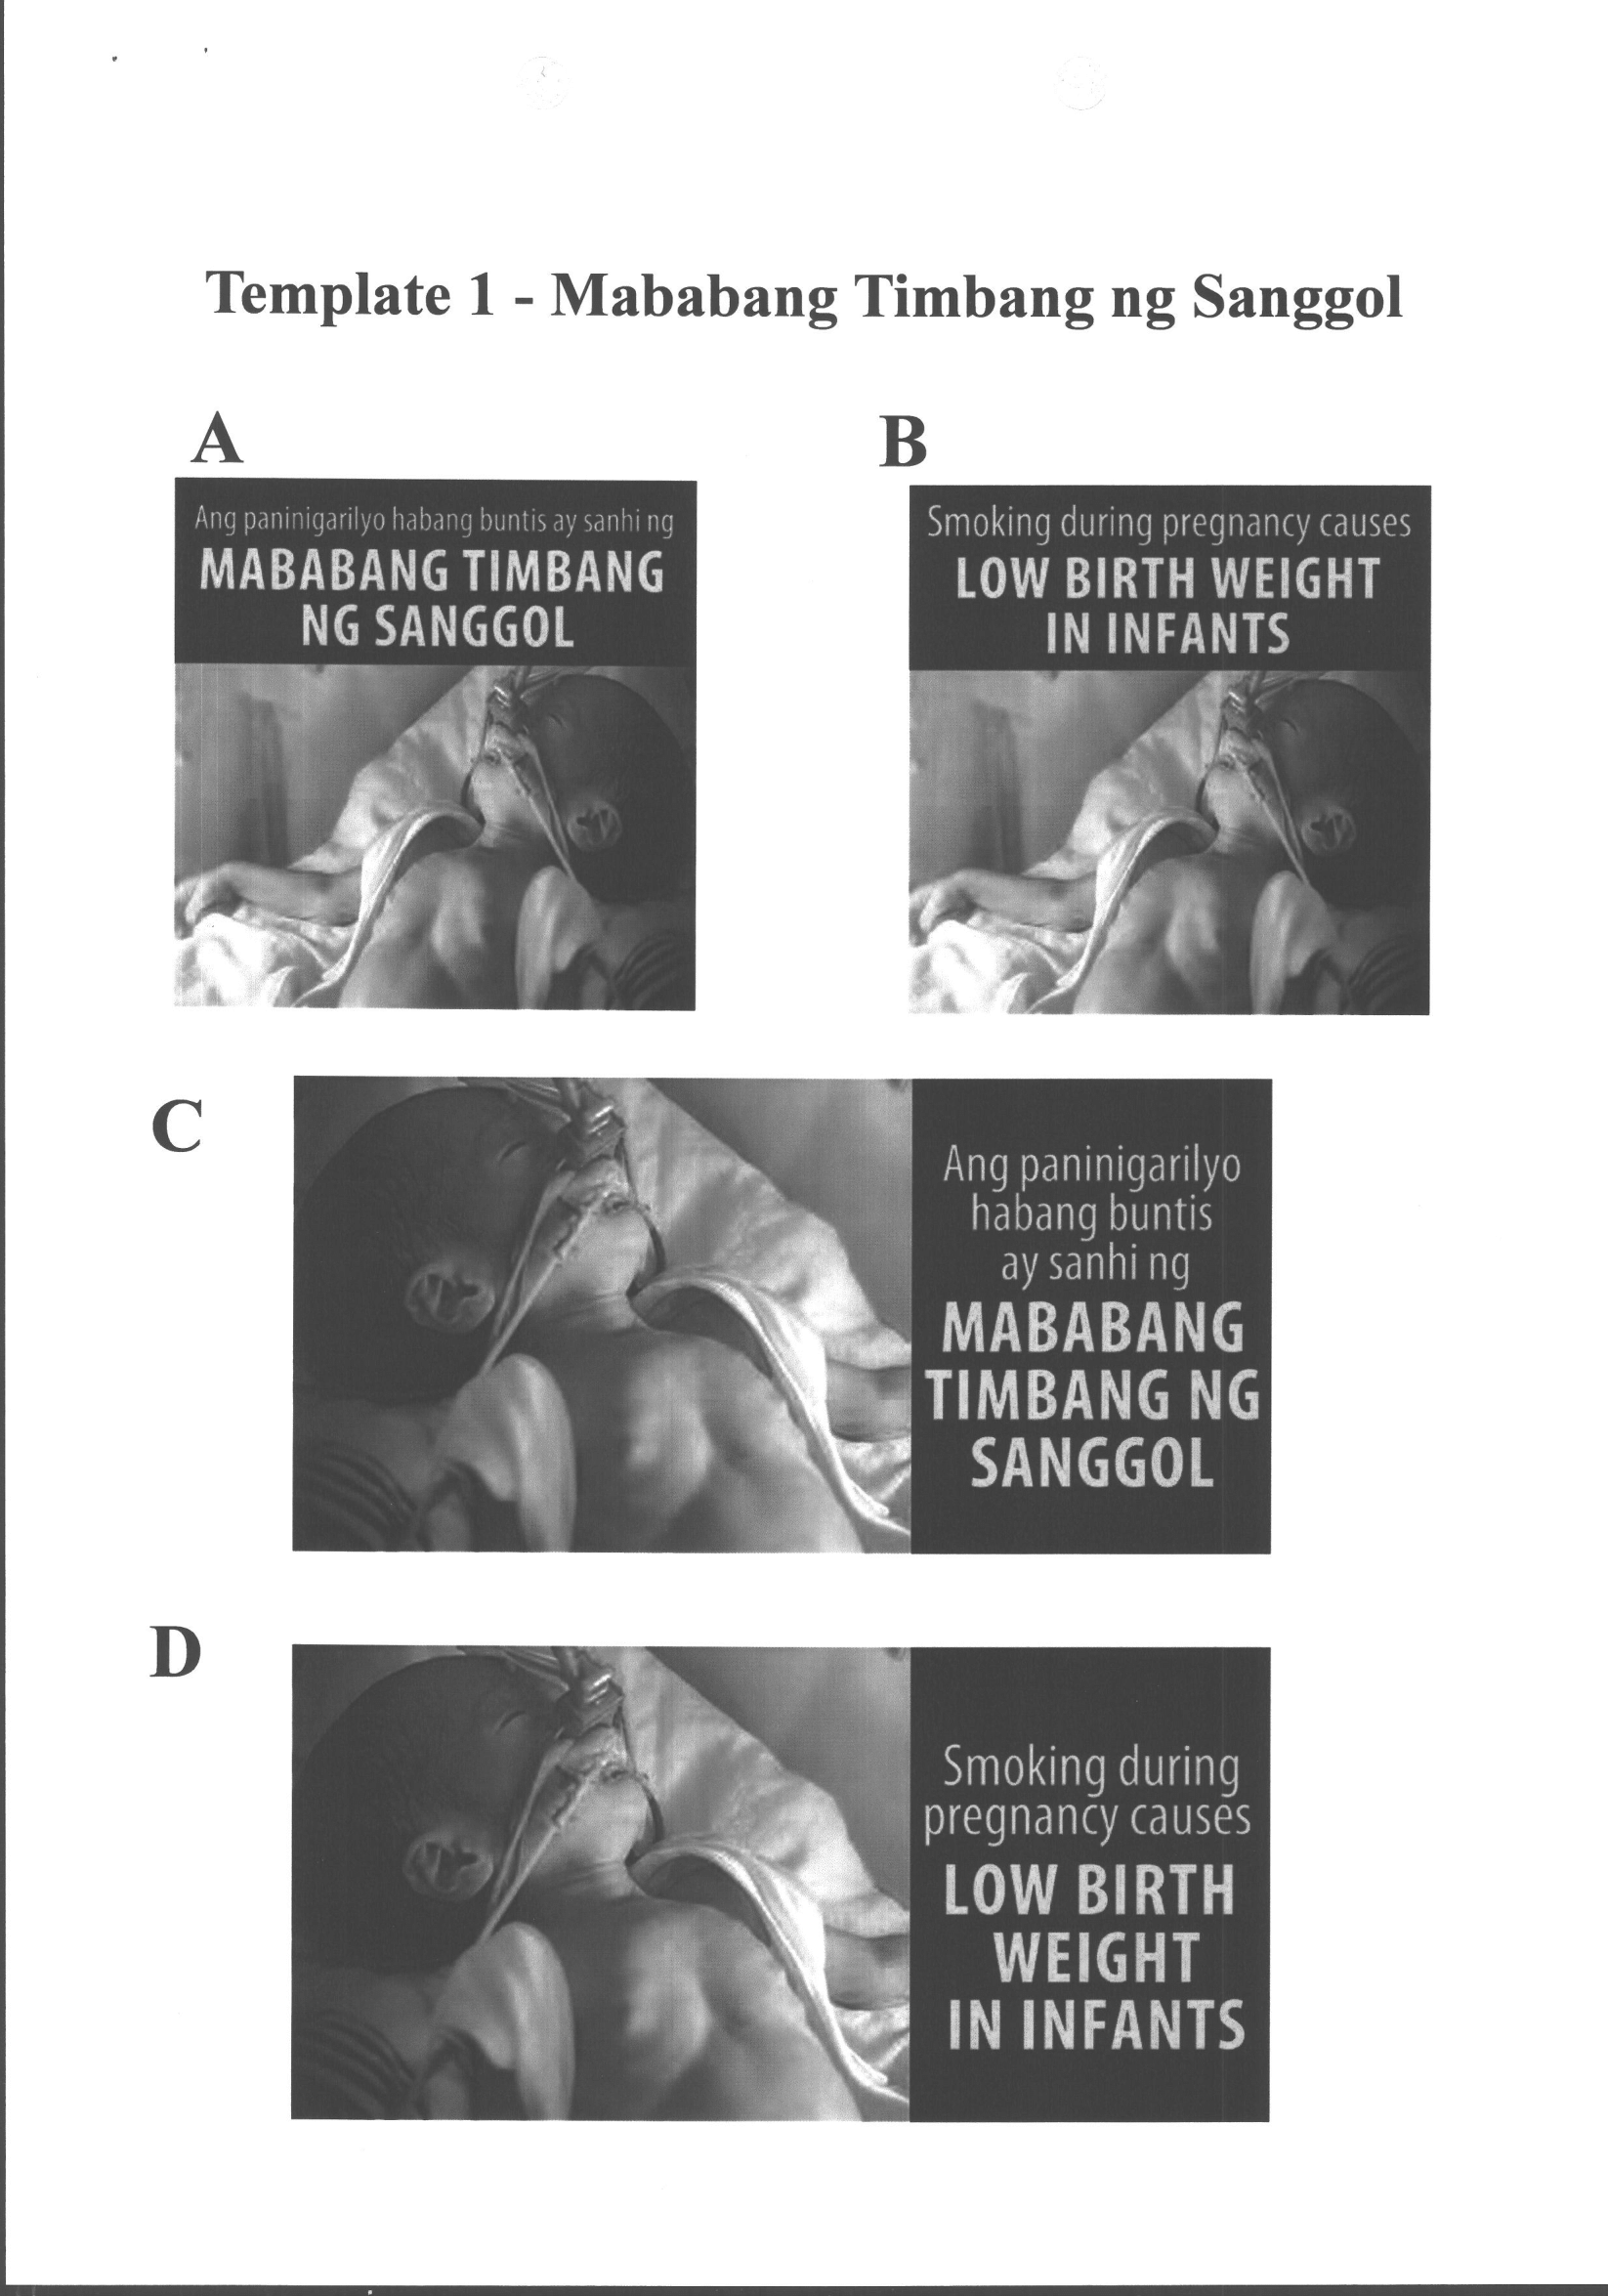 Template 1 - Mababang Timbang ng Sanggol
A
Ang paninigarilyo habang buntis ay sanhi ng
MABABANG TIMBANG
NG SANGGOL
B
Smoking during pregnancy causes
LOW BIRTH WEIGHT
IN INFANTS
C
Ang paninigarilyo
habang buntis
ay sanhi ng
MABABANG
TIMBANG NG
SANGGOL
D
Smoking during
pregnancy causes
LOW BIRTH
WEIGHT
IN INFANTS